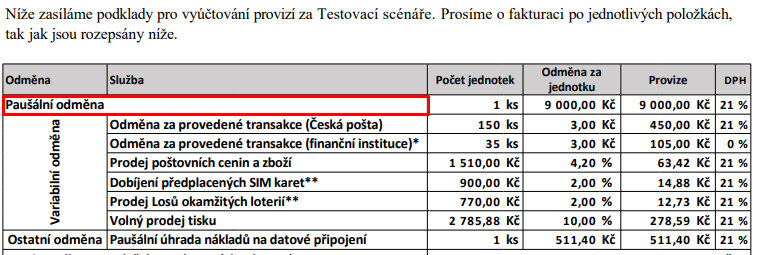 Níže zasíláme podklady pro vyúčtování provizí za Testovací scénáře. Prosíme o fakturaci po jednotlivých položkách,
tak jak jsou rozepsány níže.
Odměna Služba Počet jednotek Odměna za jednotku Provize DPH
Paušální odměna 1 ks 9 000,00 Kč 9 000,00 Kč 21 %
Variabilní odměna
Odměna za provedené transakce (Česká pošta) 150 ks 3,00 Kč 450,00 Kč 21 %
Odměna za provedené transakce (finanční instituce)* 35 ks 3,00 Kč 105,00 Kč 0 %
Prodej poštovních cenin a zboží 1 510,00 Kč 4,20 % 63,42 Kč 21 %
Dobíjení předplacených SIM karet** 900,00 Kč 2,00 % 14,88 Kč 21 %
Prodej Losů okamžitých loterií** 770,00 Kč 2,00 % 12,73 Kč 21 %
Volný prodej tisku 2 785,88 Kč 10,00 % 278,59 Kč 21 %
Ostatní odměna Paušální úhrada nákladů na datové připojení 1 ks 511,40 Kč 511,40 Kč 21 %